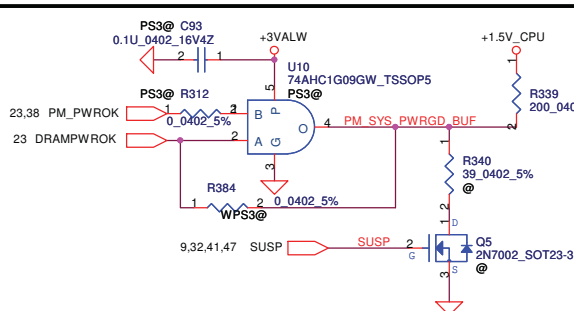 PS3@ C93
0.1U_0402_16V4Z
2
1
+3VALW
+1.5V_CPU
U10
74AHC1G09GW_TSSOP5
PS3@
PS3@ R312
23,38 PM_PWROK
1
0_0402_5%
23 DRAMPWROK
2
5
P
B
A
G
O
4
3
PM_SYS_PWRGD_BUF
1
R339
200_040
2
R384
1
2
0_0402_5%
WPS3@
1
R340
39_0402_5%
@
2
9,32,41,47 SUSP
SUSP
2
G
1
D
S
3
Q5
2N7002_SOT23-3
@